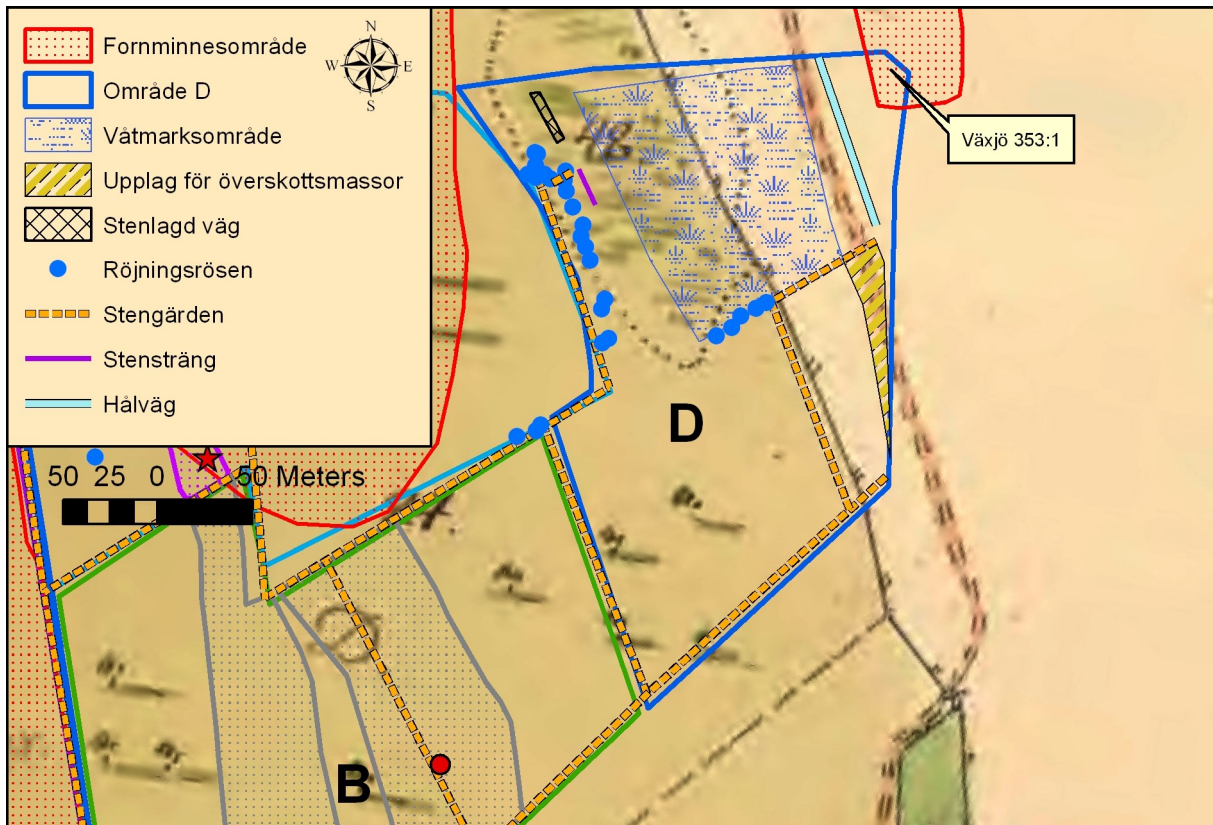 Fornminnesområde
Område D
Våtmarksområde
Upplag för överskottsmassor
Stenlagd väg
Röjningsrösen
Stengärden
Stensträng
Hålväg
N
W E
S
Växjö 353:1
50 25 0 50 Meters
D
B